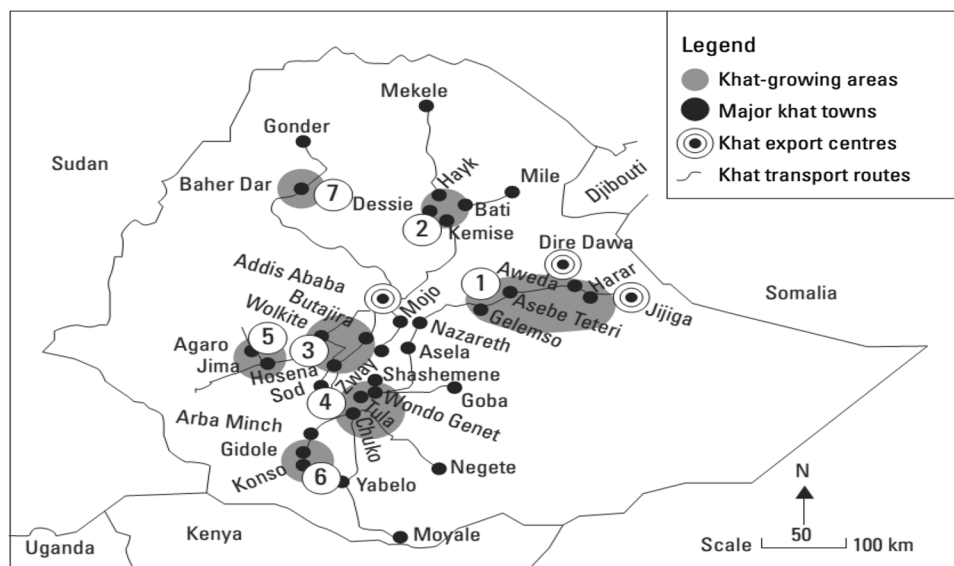 Legend
Khat-growing areas
Major khat towns
Khat export centres
Khat transport routes
Mekele
Gonder
Sudan
Baher Dar
7
Hayk
Mile
Djibouti
Dessie
Bati
2
Kemise
Dire Dawa
Addis Ababa
1
Aweda
Harar
Somalia
Wolkite
Butajira
Mojo
Asebe Teteri
Jijiga
Gelemso
5
Nazareth
Agaro
3
Asela
Jima
Hosena
Zway
Shashemene
Sod
Goba
4
Wondo Genet
Tula
Arba Minch
Chuko
Gidole
Negete
Konso
6
Yabelo
N
Moyale
Kenya
Uganda
Scale
50
100 km